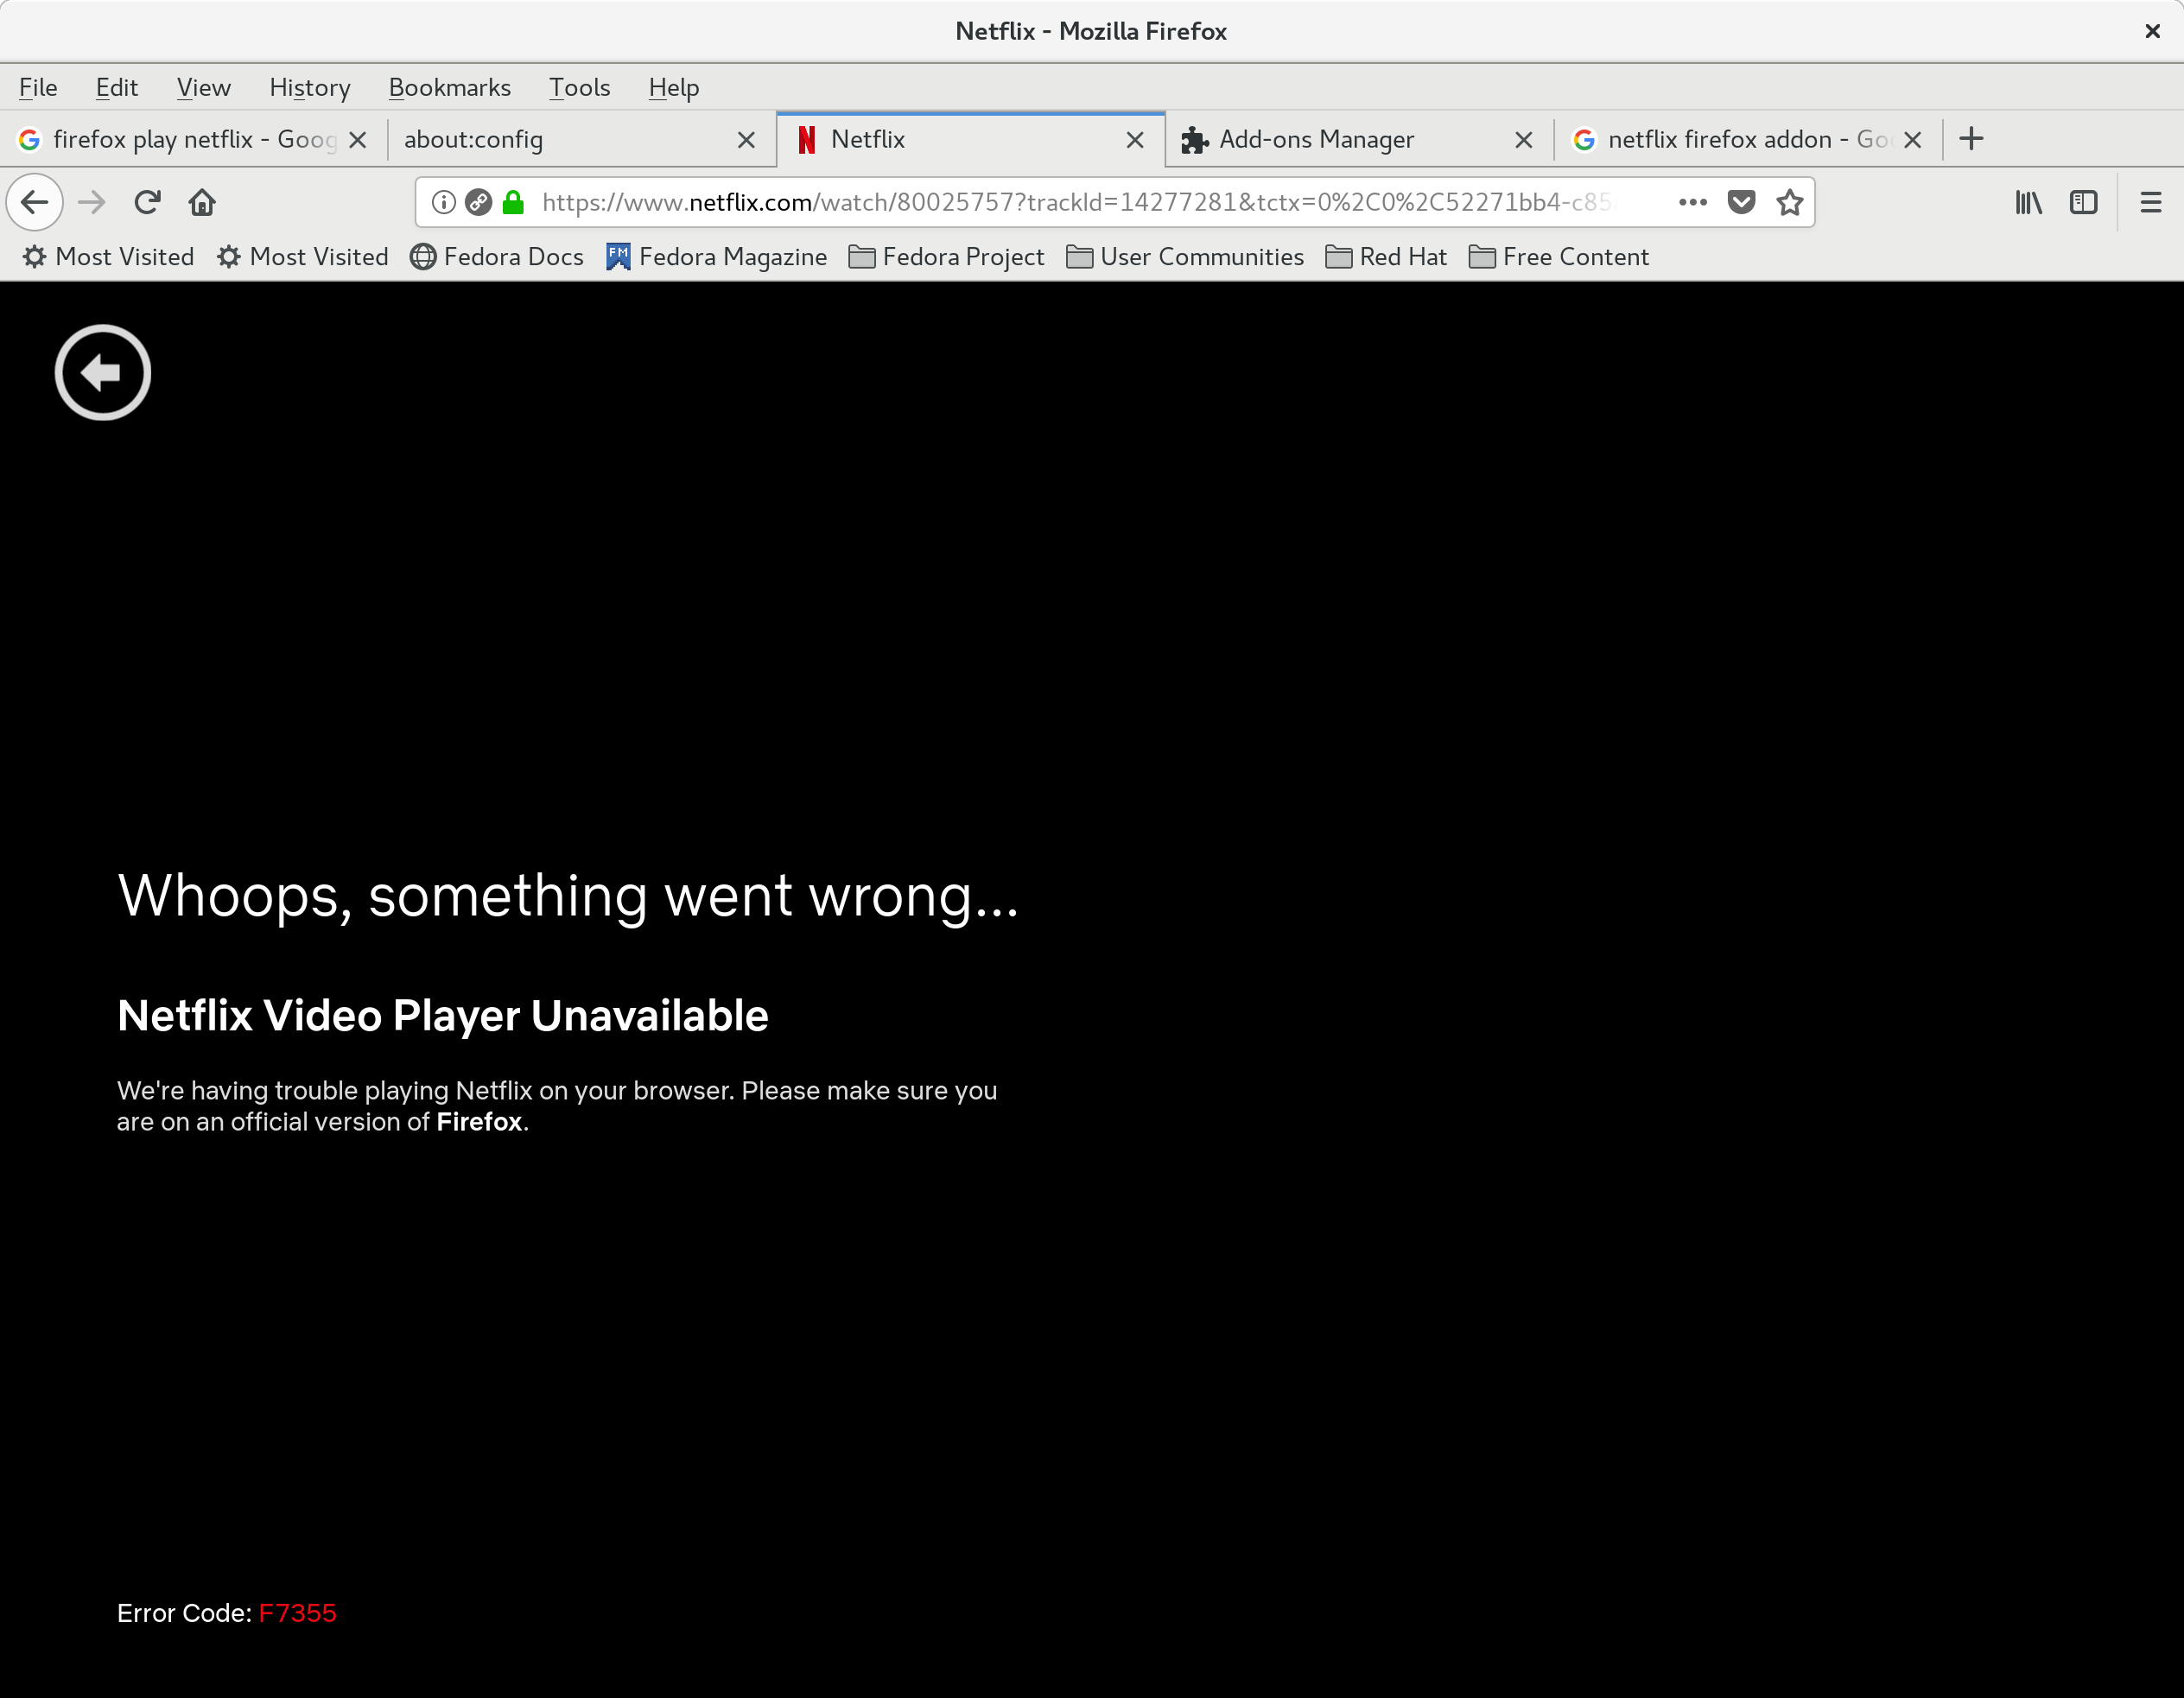 Netflix - Mozilla Firefox
File Edit View History Bookmarks Tools Help
firefox play netflix - Goog about:config Netflix Add-ons Manager netflix firefox addon - Go
https://www.netflix.com/watch/80025757?trackId=14277281&tctx=0%2C0%2C52271bb4-c85
Most Visited Most Visited Fedora Docs FM Fedora Magazine Fedora Project User Communities Red Hat Free Content
Whoops, something went wrong...
Netflix Video Player Unavailable
We're having trouble playing Netflix on your browser. Please make sure you
are on an official version of Firefox.
Error Code: F7355